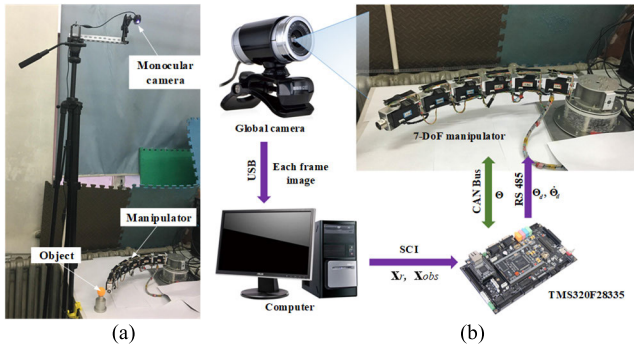 Monocular
camera
Manipulator
Object
(a)
Global camera
USB
Each frame
image
Computer
7-DoF manipulator
CAN Bus
Θ
RS 485
Θg, Θ̇g
SCI
Xr, Xobs
TMS320F28335
(b)